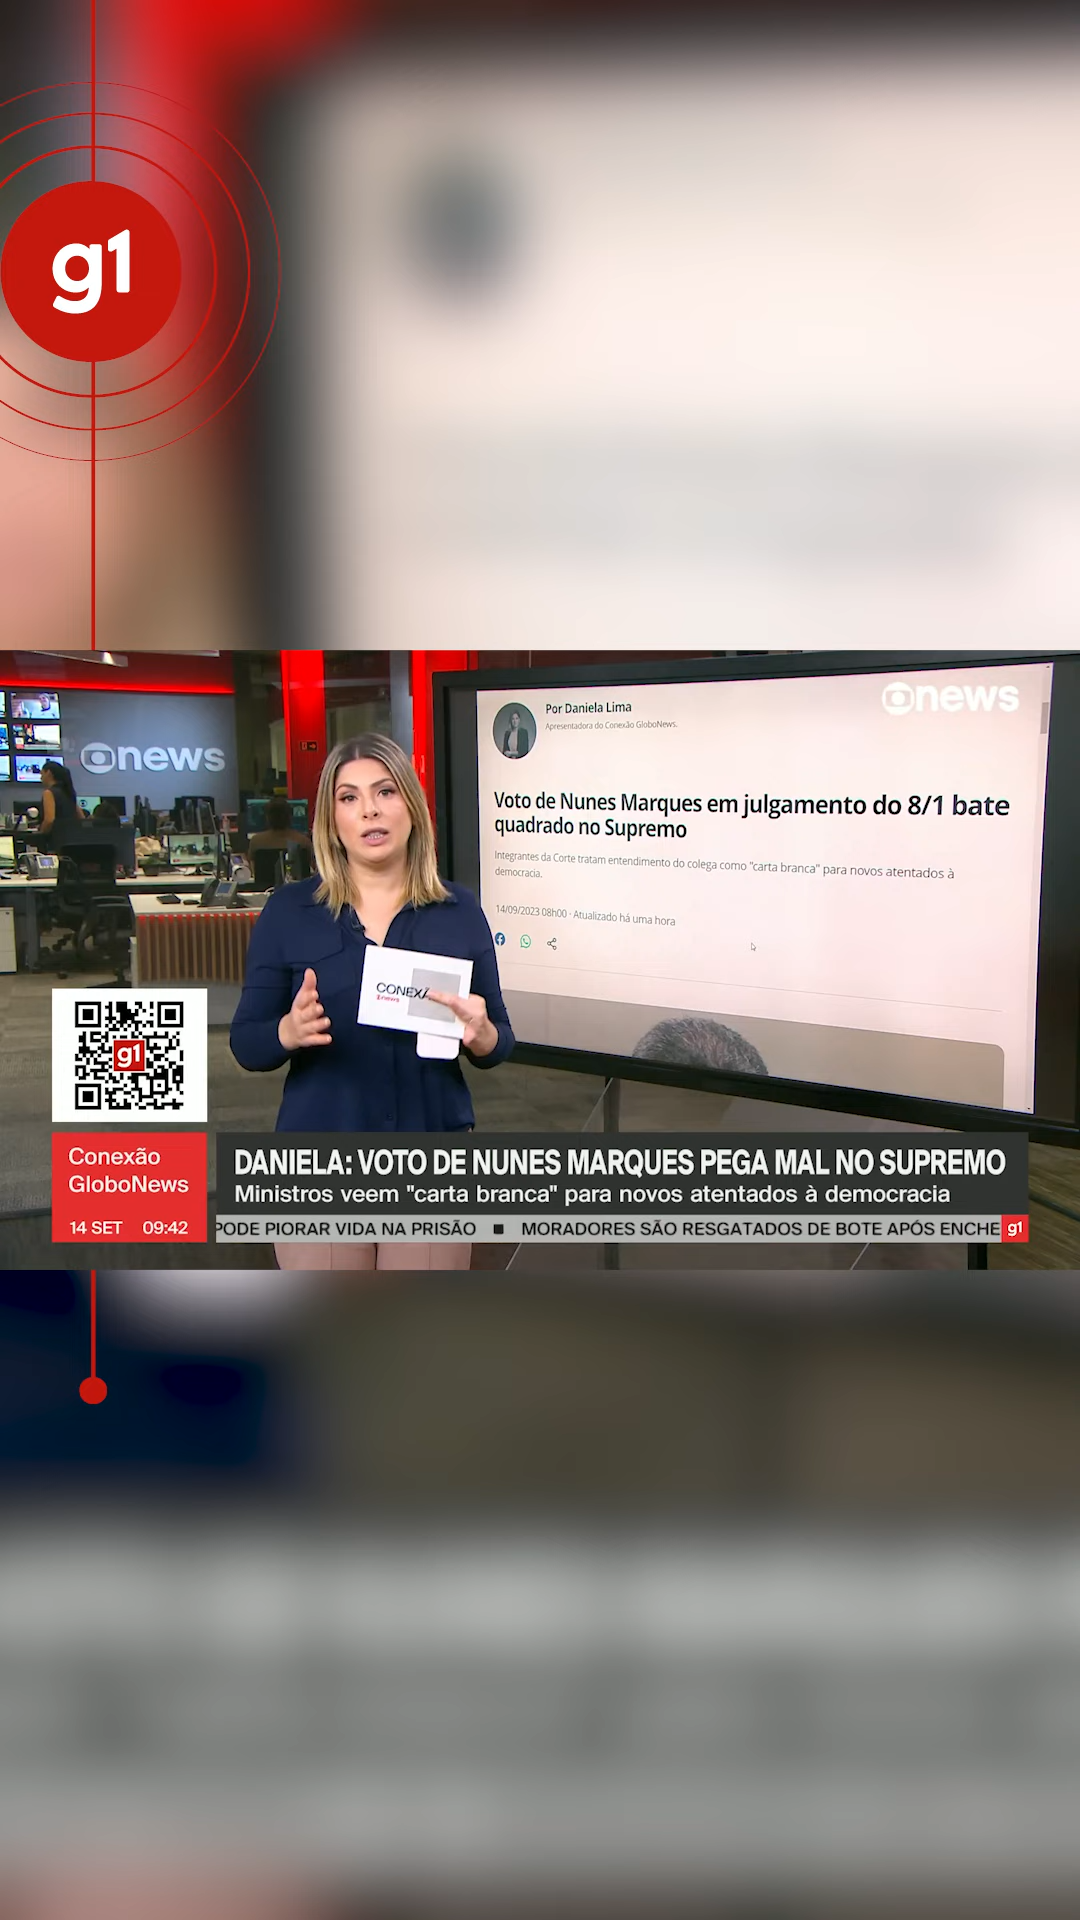 g1
news
news
Por Daniela Lima
Apresentadora do Conexão GloboNews.
Voto de Nunes Marques em julgamento do 8/1 bate
quadrado no Supremo
Integrantes da Corte tratam entendimento do colega como "carta branca" para novos atentados à
democracia.
14/09/2023 08h00 · Atualizado há uma hora
CONEXÃ
news
g1
Conexão
GloboNews
14 SET 09:42
DANIELA: VOTO DE NUNES MARQUES PEGA MAL NO SUPREMO
Ministros veem "carta branca" para novos atentados à democracia
PODE PIORAR VIDA NA PRISÃO ■ MORADORES SÃO RESGATADOS DE BOTE APÓS ENCHE
g1